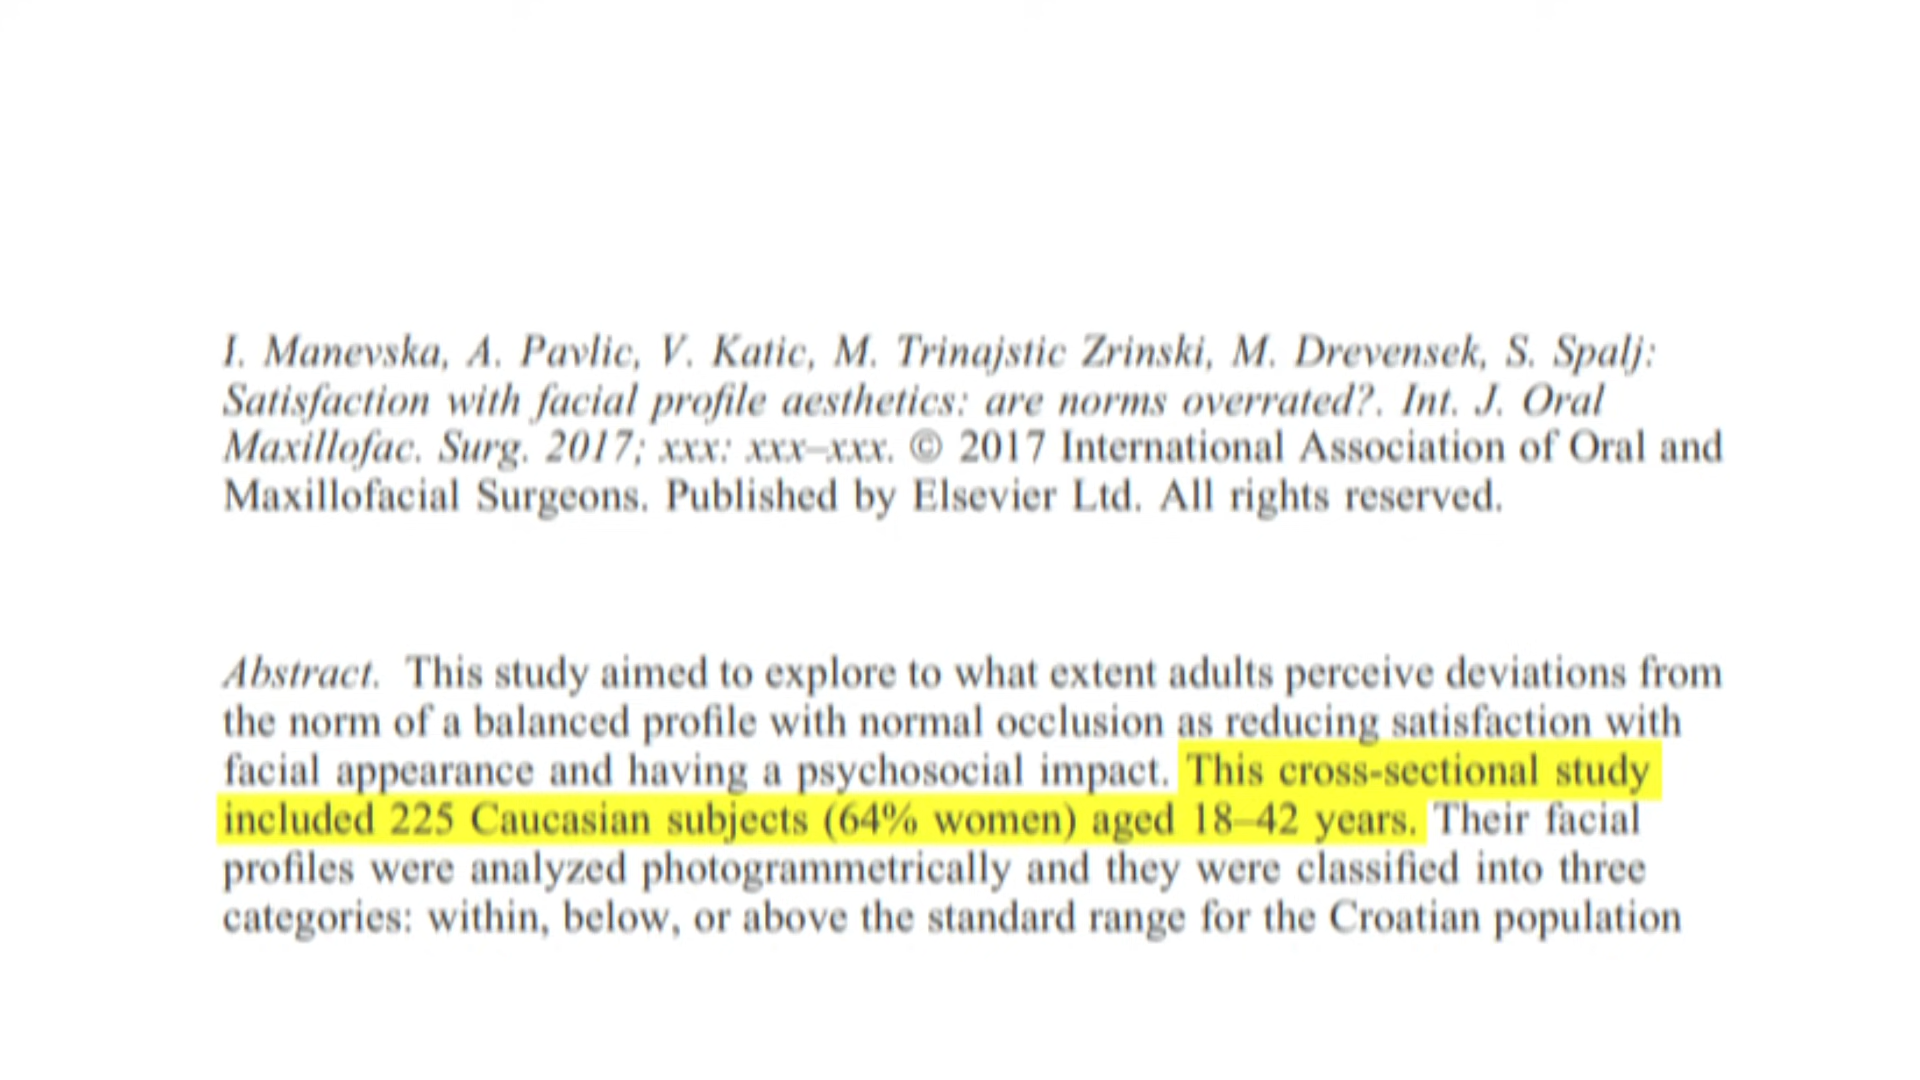 I. Manevska, A. Pavlic, V. Katic, M. Trinajstic Zrinski, M. Drevensek, S. Spalj:
Satisfaction with facial profile aesthetics: are norms overrated?. Int. J. Oral
Maxillofac. Surg. 2017; xxx: xxx–xxx. © 2017 International Association of Oral and
Maxillofacial Surgeons. Published by Elsevier Ltd. All rights reserved.
Abstract. This study aimed to explore to what extent adults perceive deviations from
the norm of a balanced profile with normal occlusion as reducing satisfaction with
facial appearance and having a psychosocial impact. This cross-sectional study
included 225 Caucasian subjects (64% women) aged 18–42 years. Their facial
profiles were analyzed photogrammetrically and they were classified into three
categories: within, below, or above the standard range for the Croatian population